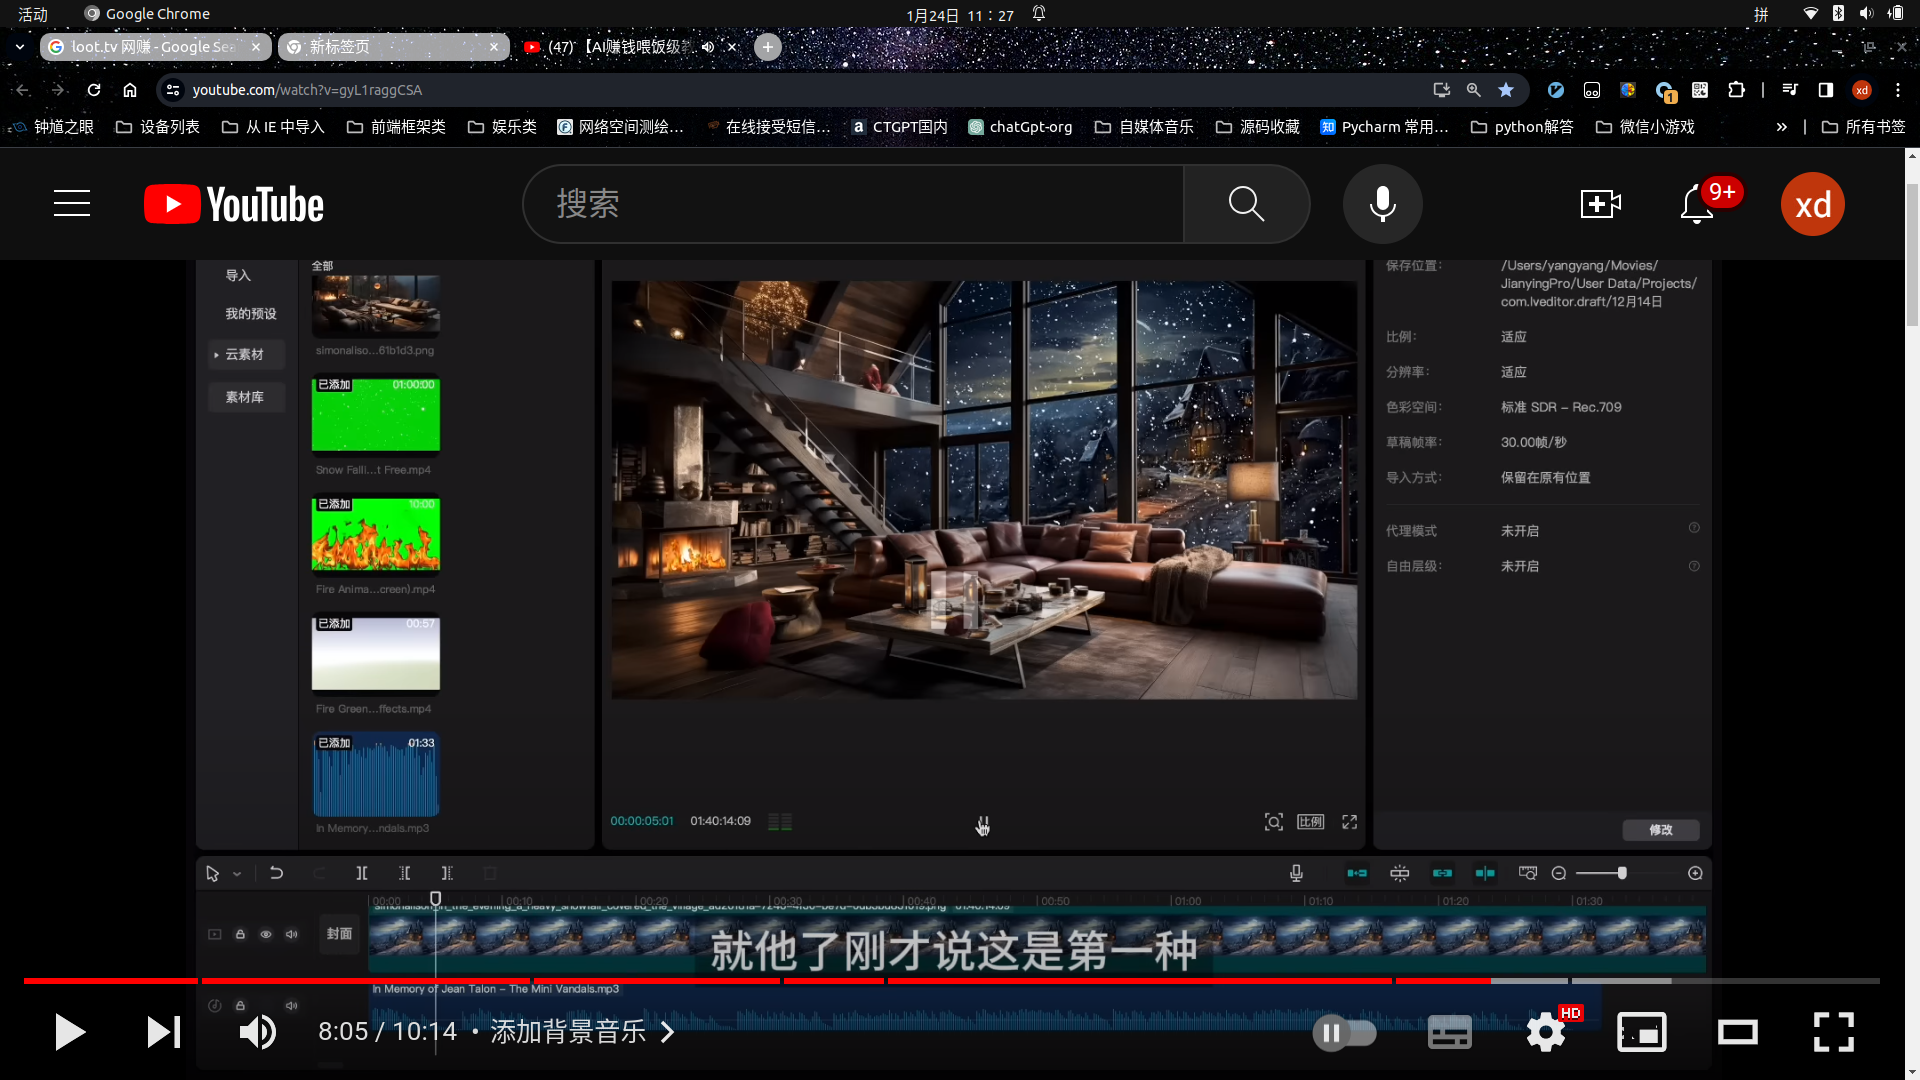 活动 Google Chrome 1月24日 11：27 拼
loot.tv 网赚 - Google Sea 新标签页 (47) 【AI赚钱喂饭级
youtube.com/watch?v=gyL1raggCSA 1 xd
钟道之眼 设备列表 从 IE 中导入 前端框架类 娱乐类 网络空间测绘… 在线接受短信… CTGPT国内 chatGpt-org 自媒体音乐 源码收藏 Pycharm 常用… python解答 微信小游戏 » 所有书签
YouTube 搜索 9+ xd
导入
我的预设
云素材
素材库
全部
simonaliso...61b1d3.png
已添加 01:00:00
Snow Falli...t Free.mp4
已添加 10:00
Fire Anima...creen).mp4
已添加 00:57
Fire Green...ffects.mp4
已添加 01:33
In Memory...ndals.mp3
00:00:05:01 01:40:14:09 比例
保存位置： /Users/yangyang/Movies/
JianyingPro/User Data/Projects/
com.lveditor.draft/12月14日
比例： 适应
分辨率： 适应
色彩空间： 标准 SDR – Rec.709
草稿帧率： 30.00帧/秒
导入方式： 保留在原有位置
代理模式 未开启
自由层级： 未开启
修改
00:00 00:10 00:20 00:30 00:40 00:50 01:00 01:10 01:20 01:30
封面
就他了刚才说这是第一种
In Memory of Jean Talon – The Mini Vandals.mp3
8:05 / 10:14 • 添加背景音乐 HD